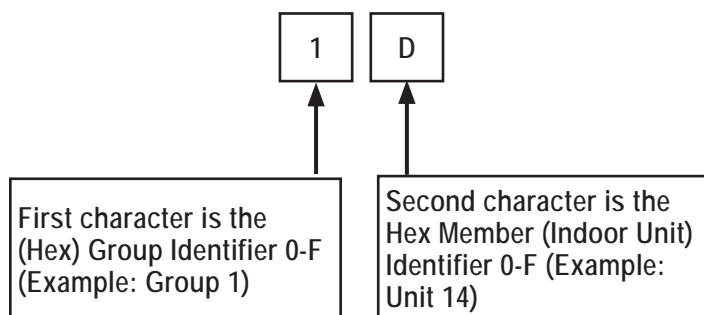 1 D
First character is the
(Hex) Group Identifier 0-F
(Example: Group 1)
Second character is the
Hex Member (Indoor Unit)
Identifier 0-F (Example:
Unit 14)